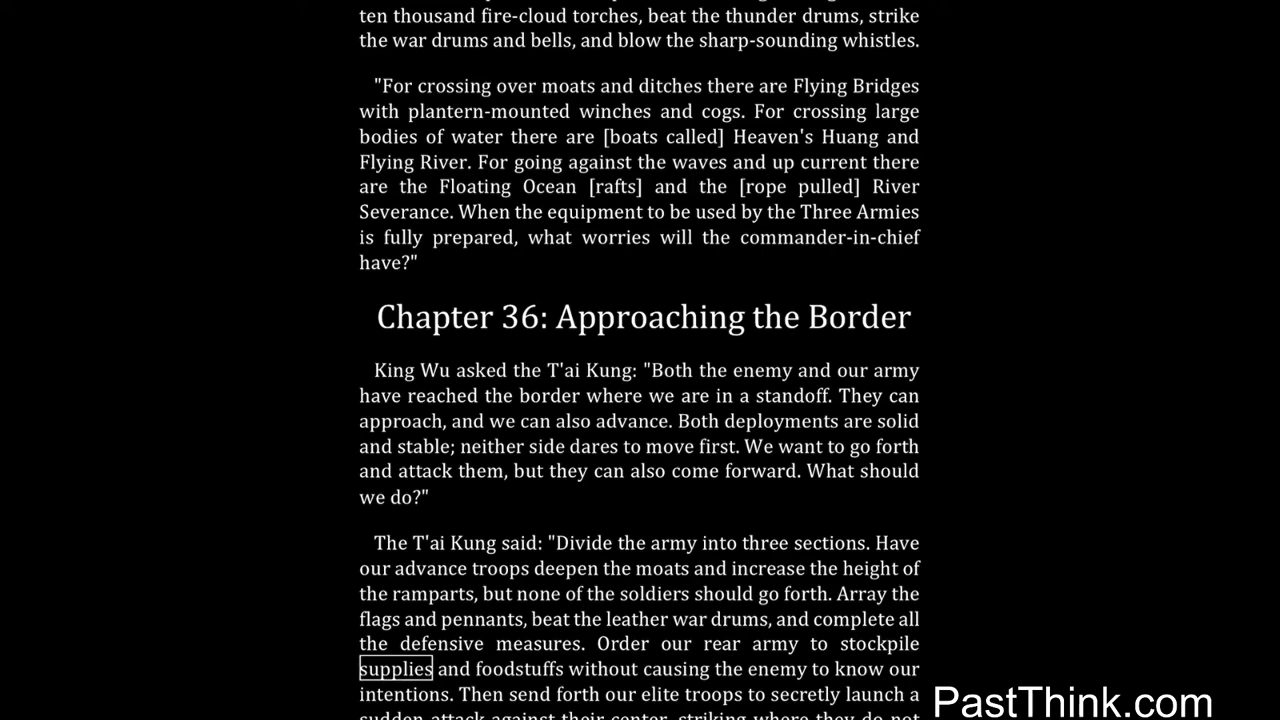 ten thousand fire-cloud torches, beat the thunder drums, strike
the war drums and bells, and blow the sharp-sounding whistles.
"For crossing over moats and ditches there are Flying Bridges
with plantern-mounted winches and cogs. For crossing large
bodies of water there are [boats called] Heaven's Huang and
Flying River. For going against the waves and up current there
are the Floating Ocean [rafts] and the [rope pulled] River
Severance. When the equipment to be used by the Three Armies
is fully prepared, what worries will the commander-in-chief
have?"
Chapter 36: Approaching the Border
King Wu asked the T'ai Kung: "Both the enemy and our army
have reached the border where we are in a standoff. They can
approach, and we can also advance. Both deployments are solid
and stable; neither side dares to move first. We want to go forth
and attack them, but they can also come forward. What should
we do?"
The T'ai Kung said: "Divide the army into three sections. Have
our advance troops deepen the moats and increase the height of
the ramparts, but none of the soldiers should go forth. Array the
flags and pennants, beat the leather war drums, and complete all
the defensive measures. Order our rear army to stockpile
supplies and foodstuffs without causing the enemy to know our
intentions. Then send forth our elite troops to secretly launch a
sudden attack against their center, striking where they do not
PastThink.com